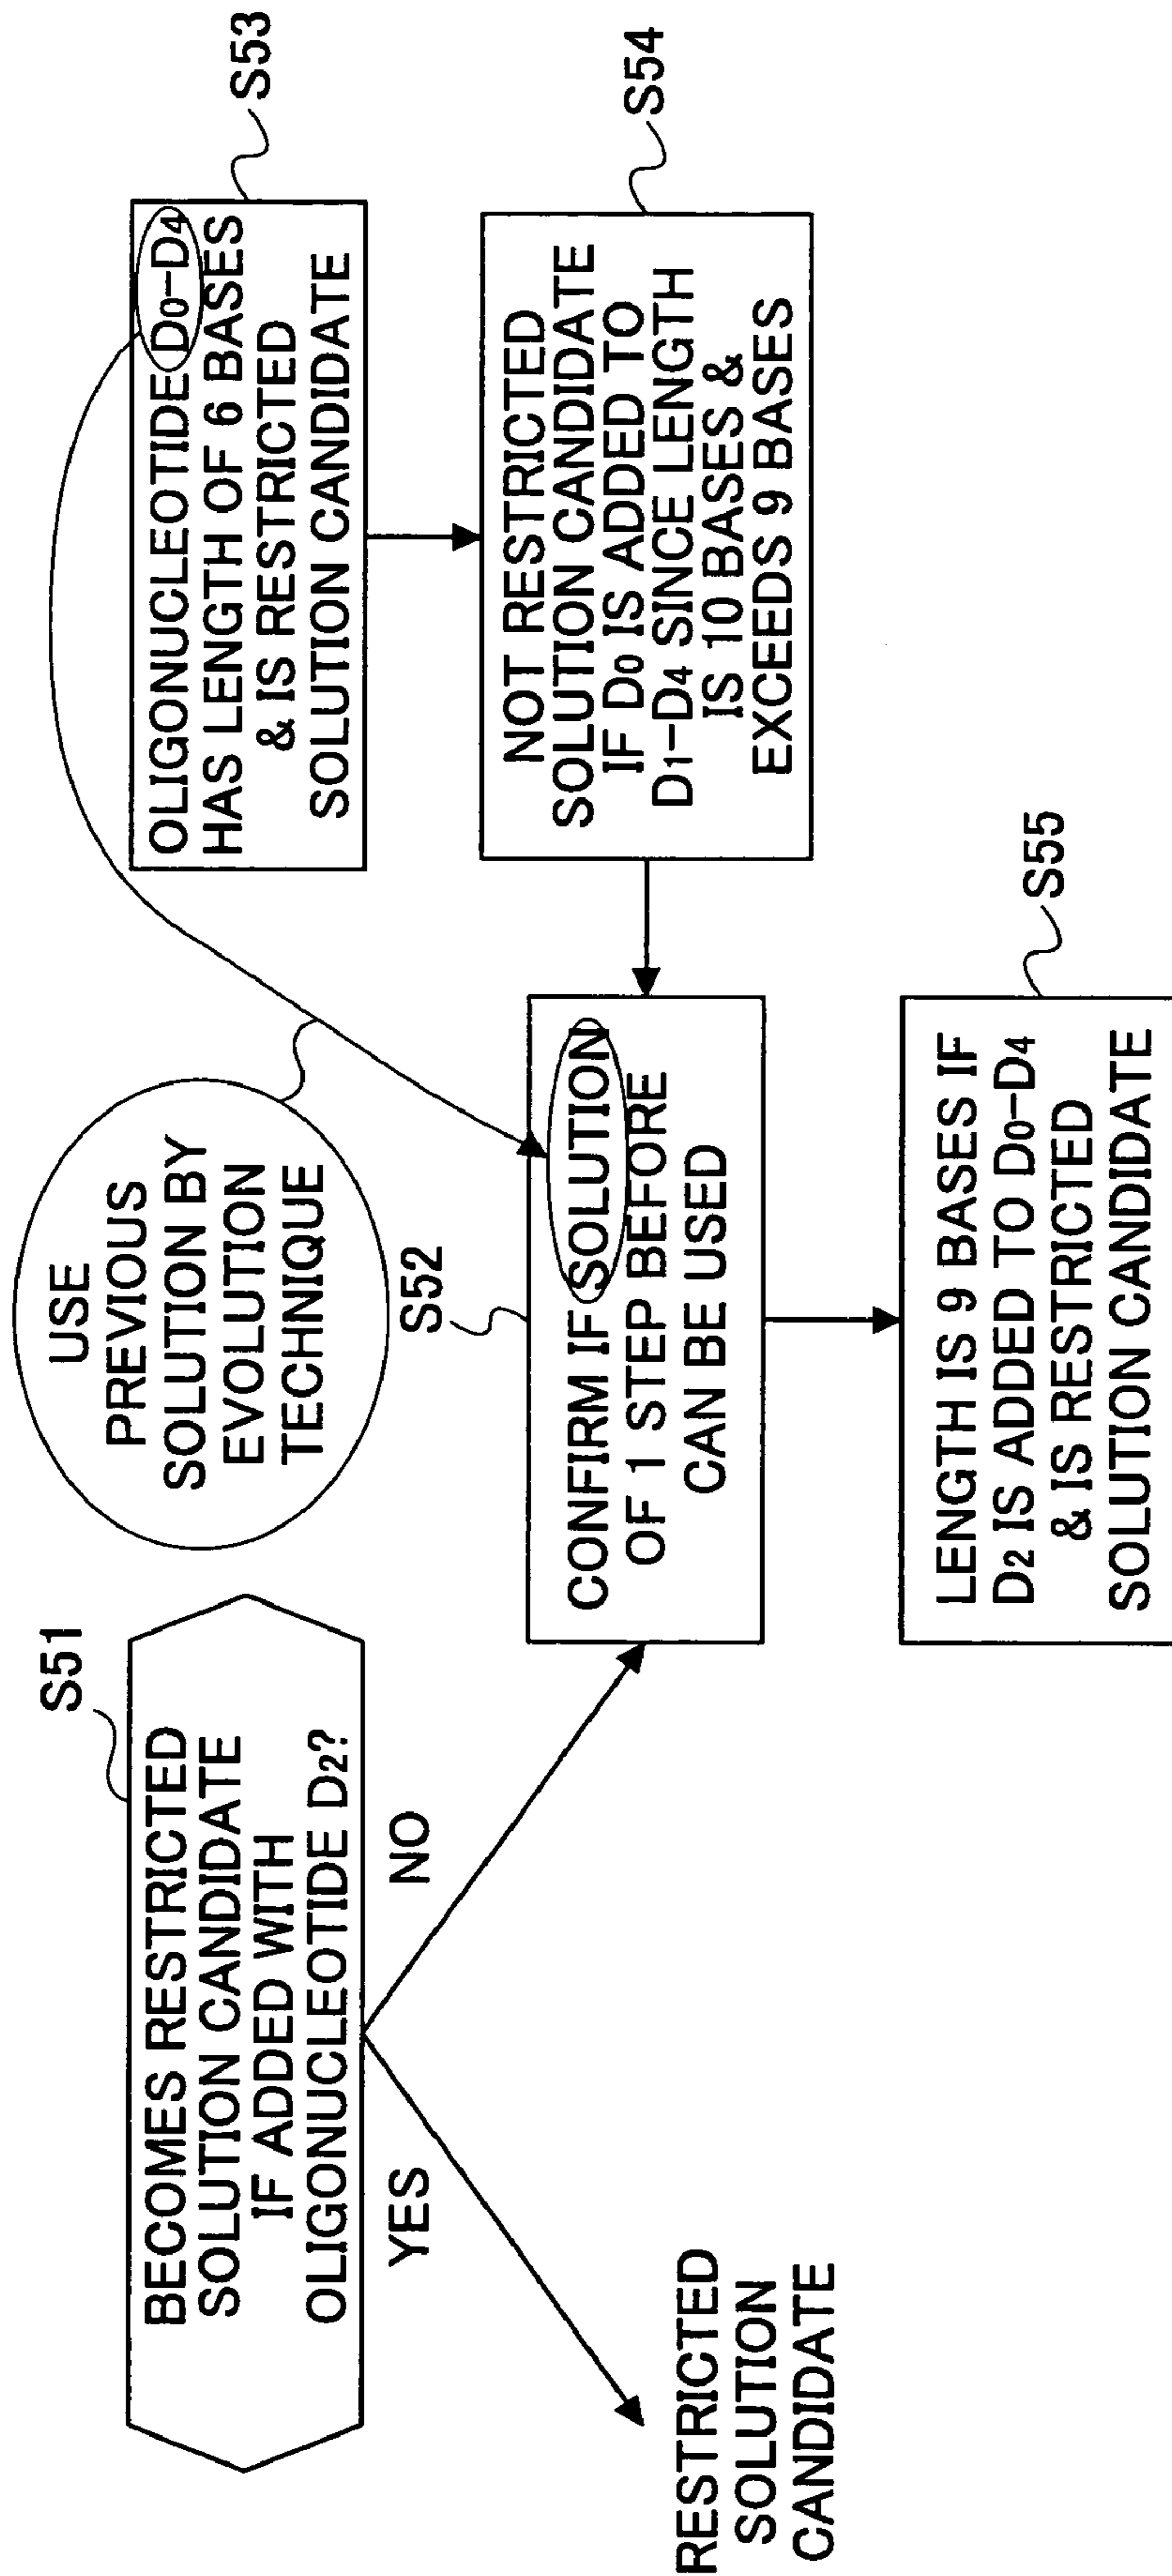 S51
BECOMES RESTRICTED
SOLUTION CANDIDATE
IF ADDED WITH
OLIGONUCLEOTIDE D2?
YES
NO
RESTRICTED
SOLUTION
CANDIDATE
USE
PREVIOUS
SOLUTION BY
EVOLUTION
TECHNIQUE
S52
CONFIRM IF SOLUTION
OF 1 STEP BEFORE
CAN BE USED
S53
OLIGONUCLEOTIDE D0-D4
HAS LENGTH OF 6 BASES
& IS RESTRICTED
SOLUTION CANDIDATE
S54
NOT RESTRICTED
SOLUTION CANDIDATE
IF D0 IS ADDED TO
D1-D4 SINCE LENGTH
IS 10 BASES &
EXCEEDS 9 BASES
S55
LENGTH IS 9 BASES IF
D2 IS ADDED TO D0-D4
& IS RESTRICTED
SOLUTION CANDIDATE